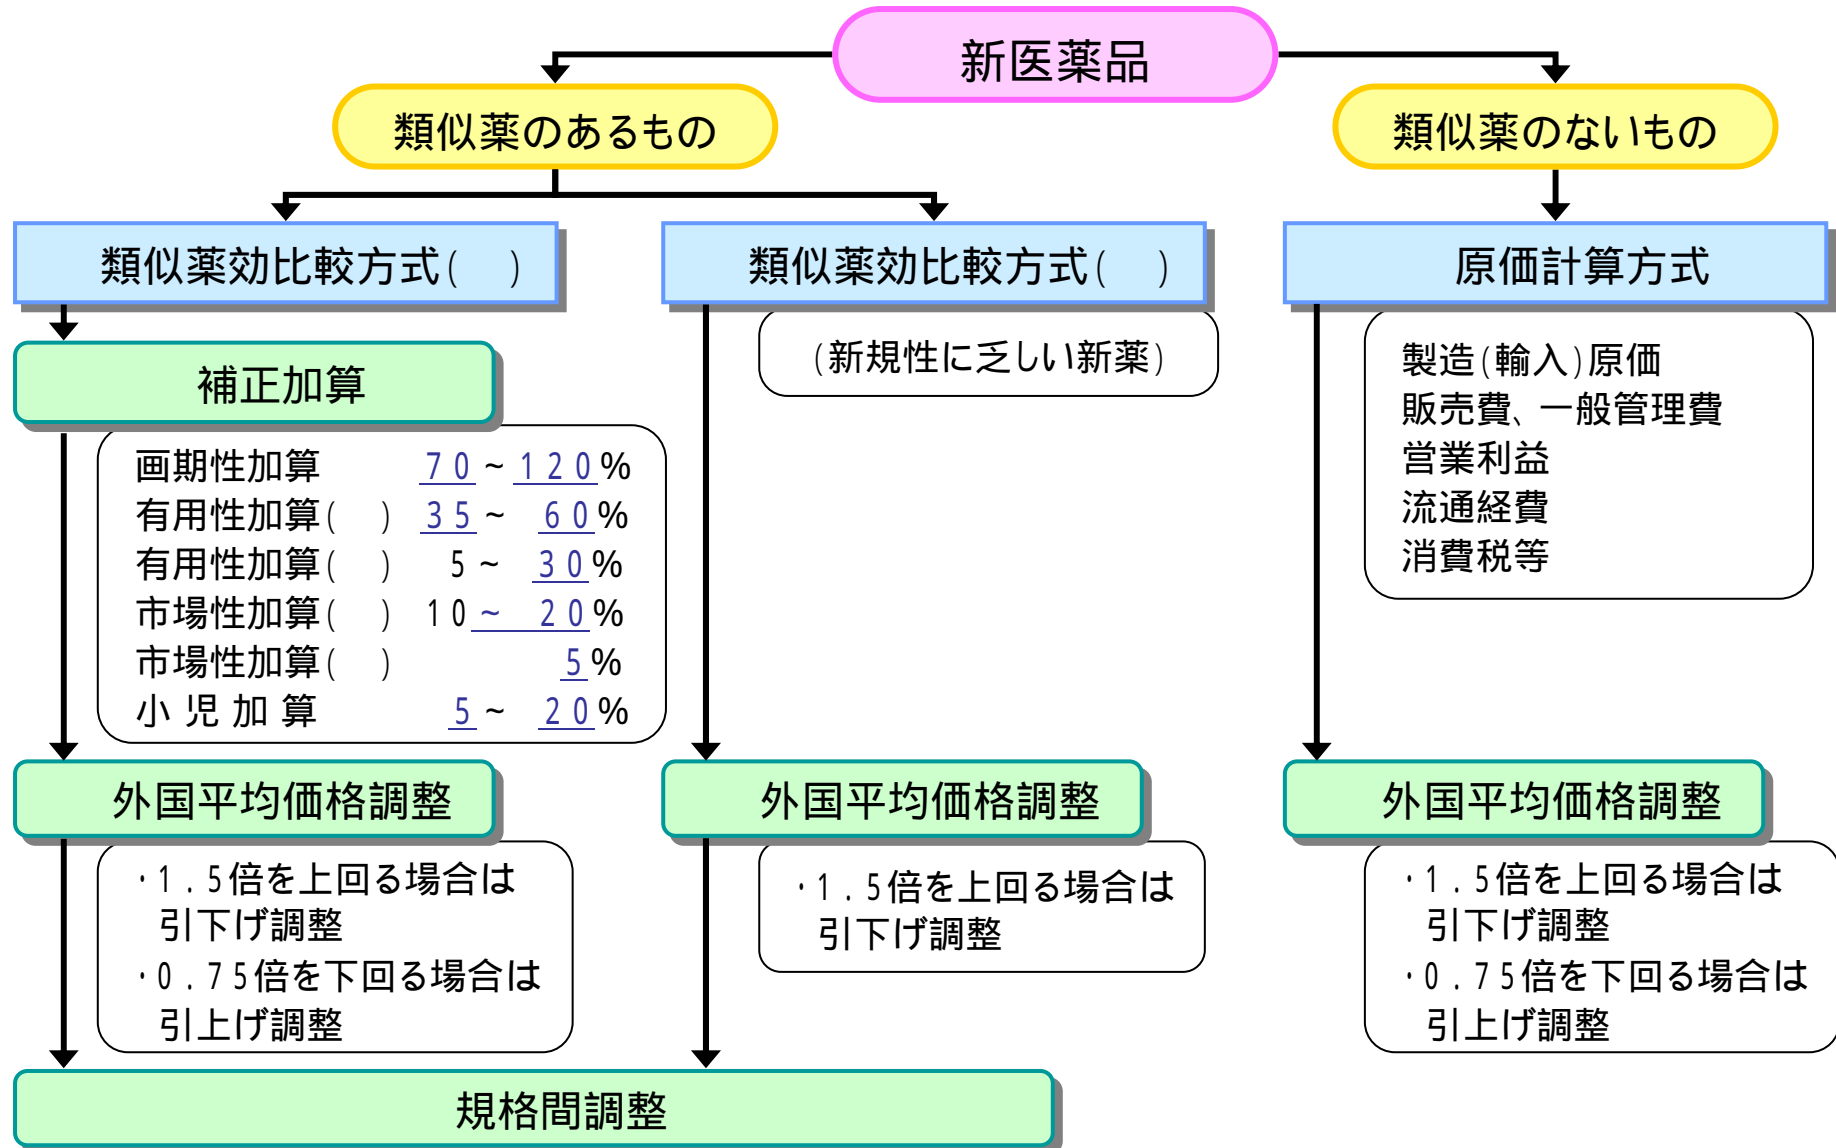 新医薬品
類似薬のあるもの
類似薬のないもの
類似薬効比較方式(　)
類似薬効比較方式(　)
原価計算方式
補正加算
画期性加算 70~120%
有用性加算(　) 35~ 60%
有用性加算(　) 5~ 30%
市場性加算(　) 10~ 20%
市場性加算(　) 5%
小児加算 5~ 20%
(新規性に乏しい新薬)
製造(輸入)原価
販売費、一般管理費
営業利益
流通経費
消費税等
外国平均価格調整
外国平均価格調整
外国平均価格調整
・1.5倍を上回る場合は
引下げ調整
・0.75倍を下回る場合は
引上げ調整
・1.5倍を上回る場合は
引下げ調整
・1.5倍を上回る場合は
引下げ調整
・0.75倍を下回る場合は
引上げ調整
規格間調整